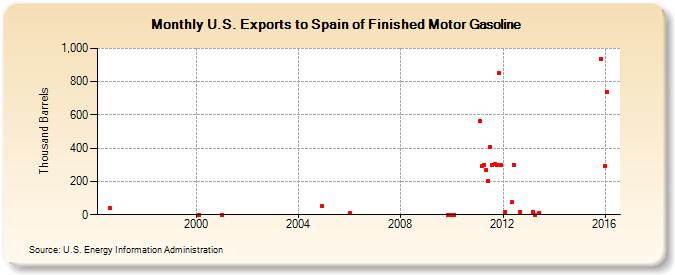 Monthly U.S. Exports to Spain of Finished Motor Gasoline
Thousand Barrels
1,000
800
600
400
200
0
2000 2004 2008 2012 2016
Source: U.S. Energy Information Administration